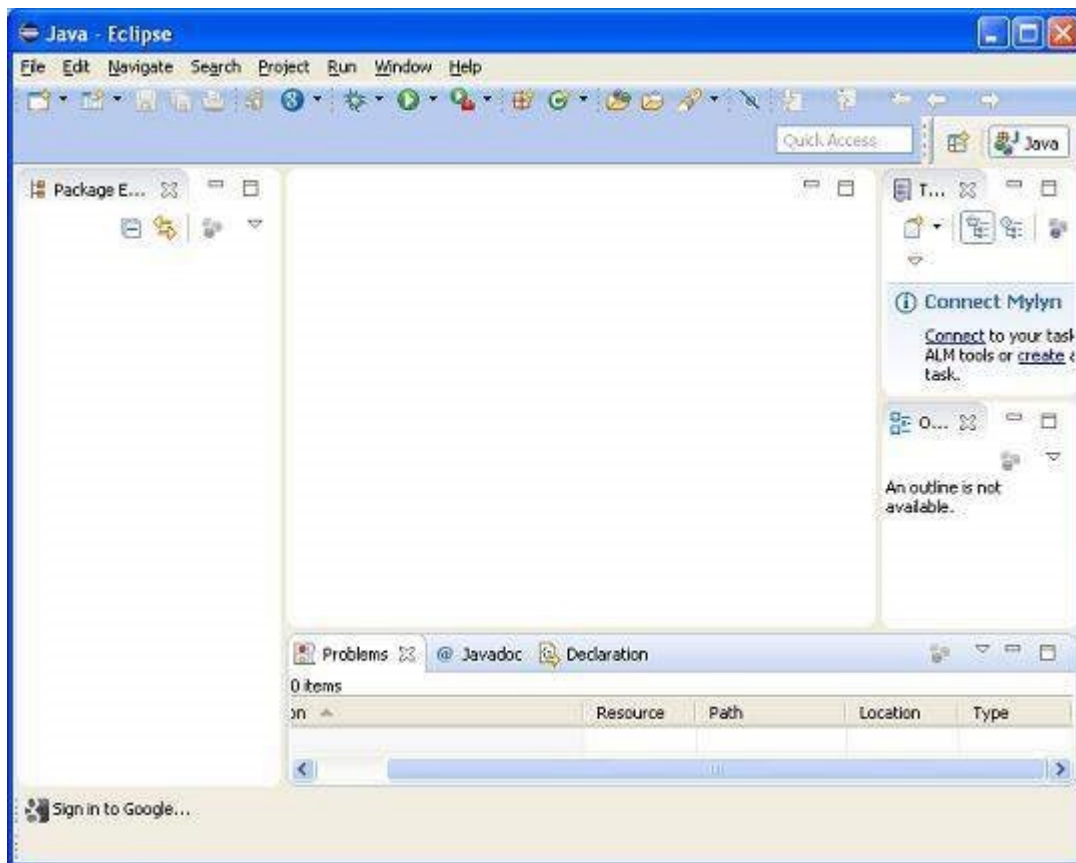 Java - Eclipse
File Edit Navigate Search Project Run Window Help
Quick Access
Java
Package E...
T...
Connect Mylyn
Connect to your task
ALM tools or create a
task.
O...
An outline is not
available.
Problems @ Javadoc Declaration
0 items
on Resource Path Location Type
Sign in to Google...